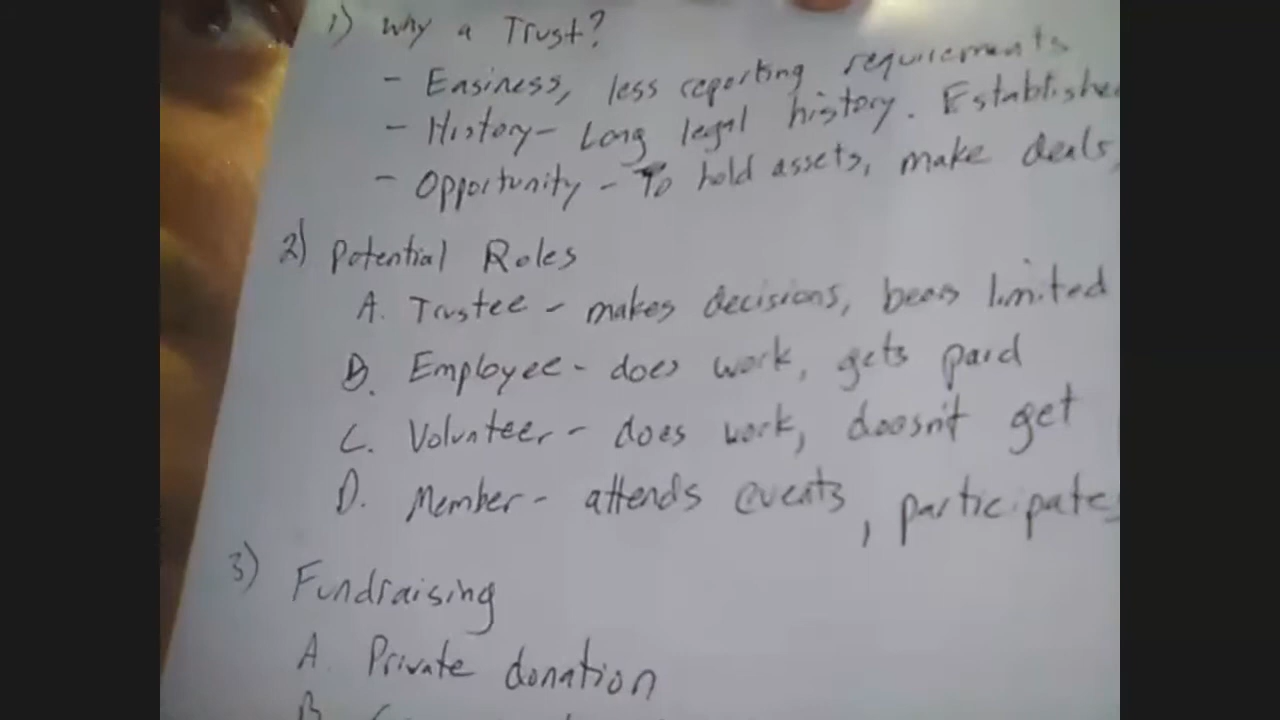 1) Why a Trust?
- Easiness, less reporting requirements
- History - Long legal history. Establishe
- Opportunity - To hold assets, make deals,
2) Potential Roles
A. Trustee - makes decisions, bears limited
B. Employee - does work, gets paid
C. Volunteer - does work, doesn't get
D. Member - attends events, participates
3) Fundraising
A. Private donation
B